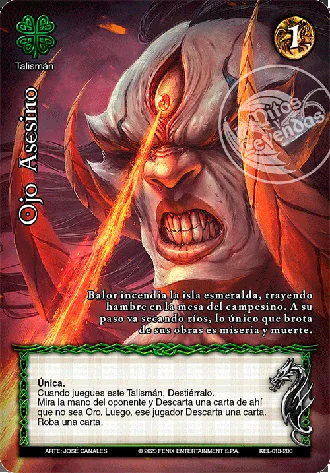 Talismán
1
Mitos
y
Leyendas
Ojo Asesino
Balor incendia la isla esmeralda, trayendo
hambre en la mesa del campesino. A su
paso va secando ríos, lo único que brota
de sus obras es miseria y muerte.
Única.
Cuando juegues este Talismán, Destiérralo.
Mira la mano del oponente y Descarta una carta de ahí
que no sea Oro. Luego, ese jugador Descarta una carta.
Roba una carta.
ARTE: JOSE CANALES ©2020 FENIX ENTERTAINMENT S.P.A.